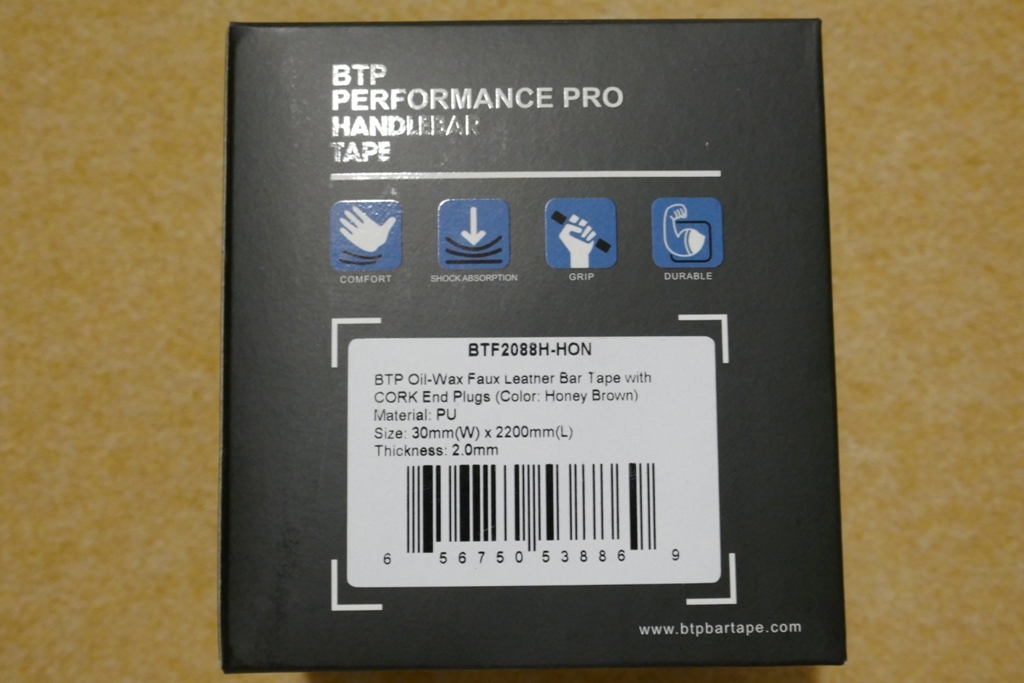 BTP
PERFORMANCE PRO
HANDLEBAR
TAPE
COMFORT SHOCK ABSORPTION GRIP DURABLE
BTF2088H-HON
BTP Oil-Wax Faux Leather Bar Tape with
CORK End Plugs (Color: Honey Brown)
Material: PU
Size: 30mm(W) x 2200mm(L)
Thickness: 2.0mm
6 56750 53886 9
www.btpbartape.com